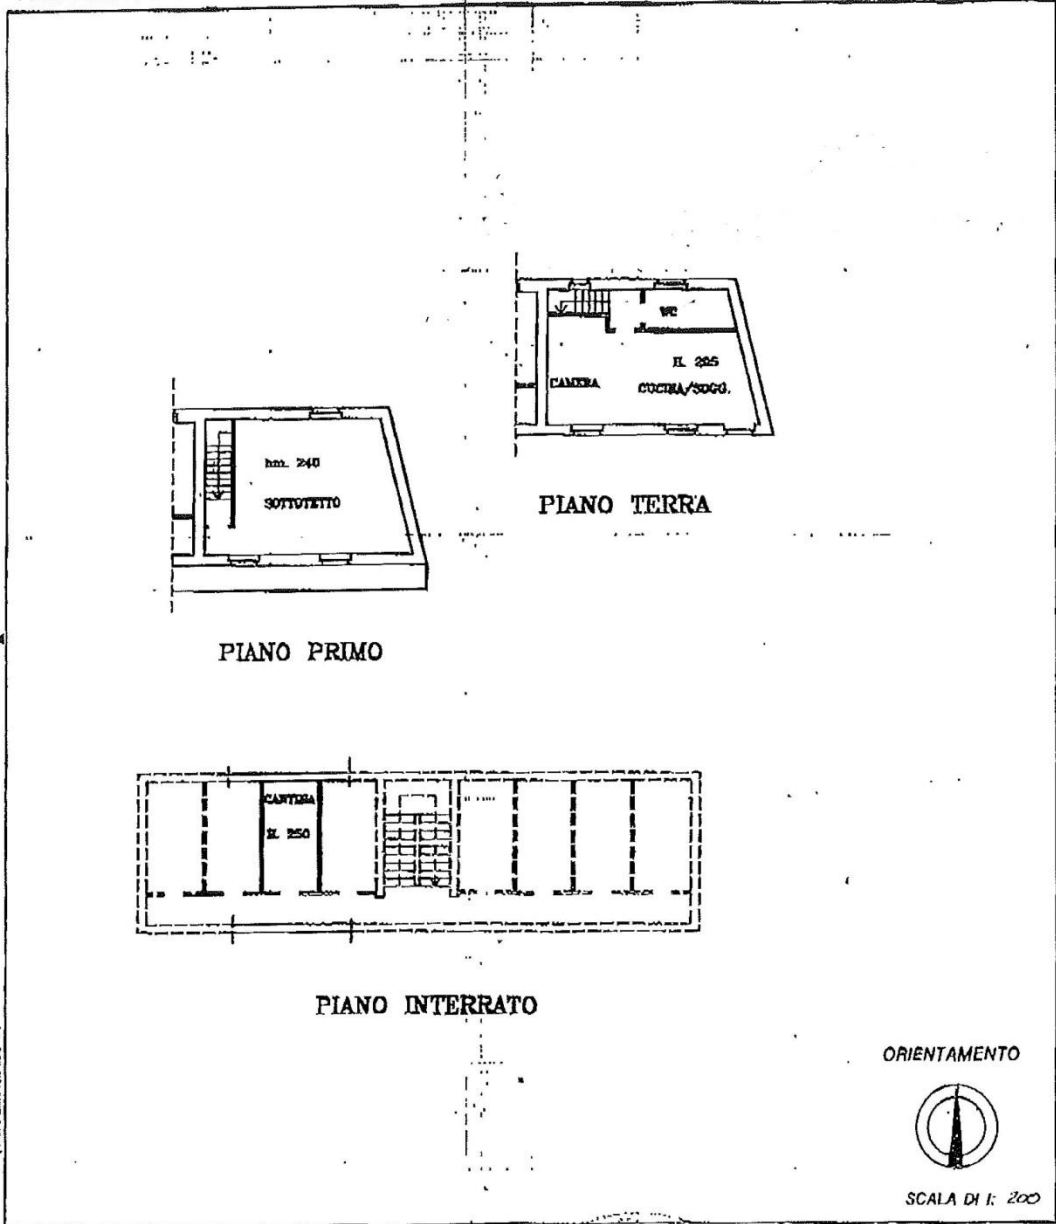 WC
H. 285
CAMERA
CUCINA/SOGG.
PIANO TERRA
hm. 240
SOTTOTETTO
PIANO PRIMO
CANTINA
H. 250
PIANO INTERRATO
ORIENTAMENTO
SCALA DI 1: 200